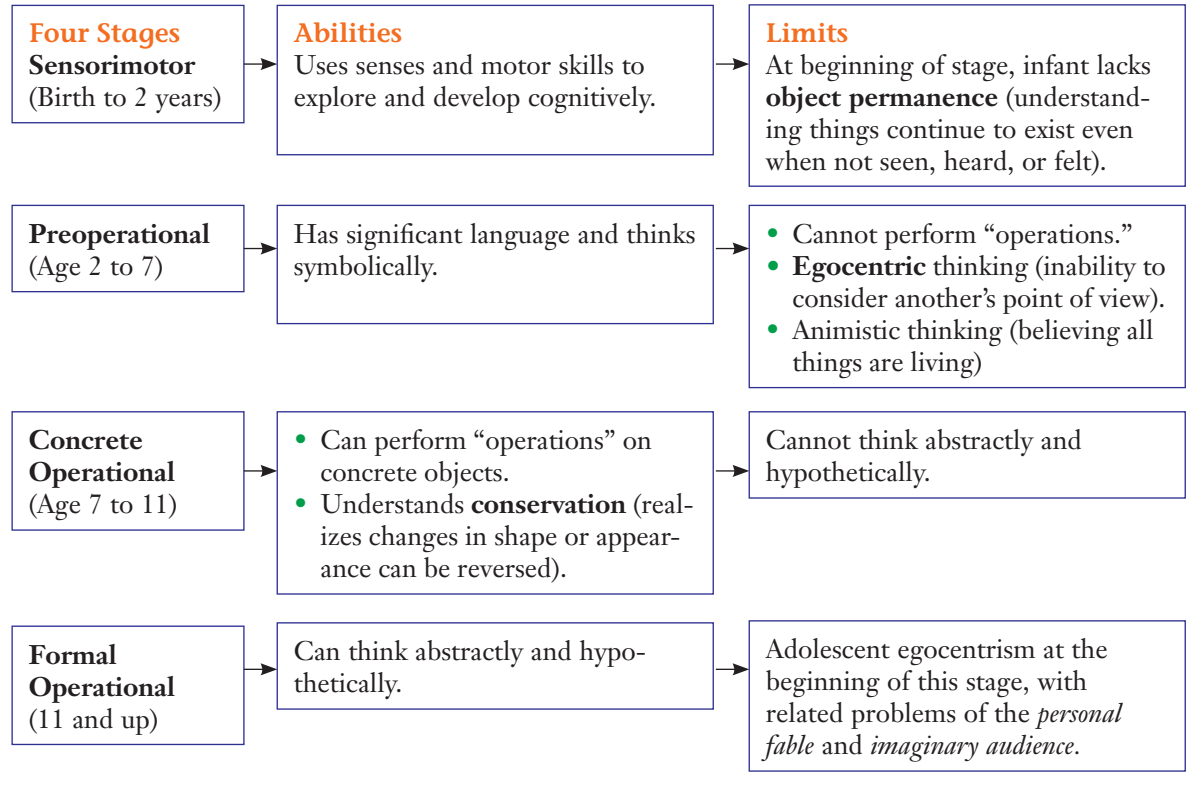 Four Stages
Sensorimotor
(Birth to 2 years)
Abilities
Uses senses and motor skills to
explore and develop cognitively.
Limits
At beginning of stage, infant lacks
object permanence (understand-
ing things continue to exist even
when not seen, heard, or felt).
Preoperational
(Age 2 to 7)
Has significant language and thinks
symbolically.
• Cannot perform “operations.”
• Egocentric thinking (inability to
consider another’s point of view).
• Animistic thinking (believing all
things are living)
Concrete
Operational
(Age 7 to 11)
• Can perform “operations” on
concrete objects.
• Understands conservation (real-
izes changes in shape or appear-
ance can be reversed).
Cannot think abstractly and
hypothetically.
Formal
Operational
(11 and up)
Can think abstractly and hypo-
thetically.
Adolescent egocentrism at the
beginning of this stage, with
related problems of the personal
fable and imaginary audience.